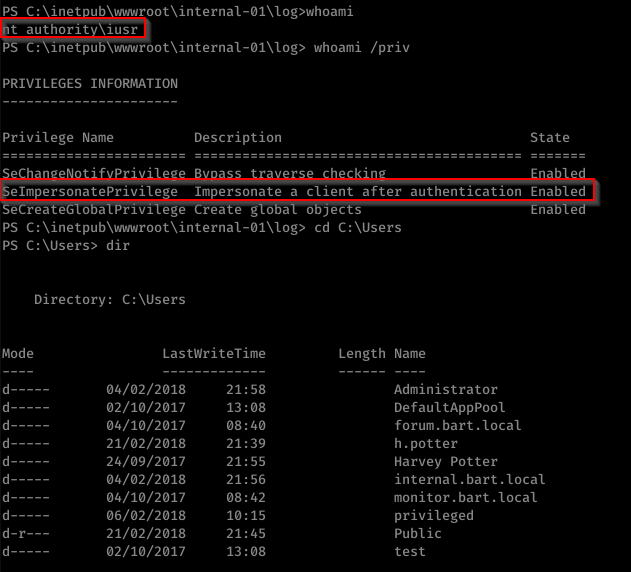 PS C:\inetpub\wwwroot\internal-01\log>whoami
nt authority\iusr
PS C:\inetpub\wwwroot\internal-01\log> whoami /priv
PRIVILEGES INFORMATION
----------------------
Privilege Name          Description                               State
======================= ========================================= =======
SeChangeNotifyPrivilege Bypass traverse checking                  Enabled
SeImpersonatePrivilege  Impersonate a client after authentication Enabled
SeCreateGlobalPrivilege Create global objects                     Enabled
PS C:\inetpub\wwwroot\internal-01\log> cd C:\Users
PS C:\Users> dir
    Directory: C:\Users
Mode                LastWriteTime         Length Name
----                -------------         ------ ----
d-----       04/02/2018     21:58                Administrator
d-----       02/10/2017     13:08                DefaultAppPool
d-----       04/10/2017     08:40                forum.bart.local
d-----       21/02/2018     21:39                h.potter
d-----       24/09/2017     21:55                Harvey Potter
d-----       04/02/2018     21:56                internal.bart.local
d-----       04/10/2017     08:42                monitor.bart.local
d-----       06/02/2018     10:15                privileged
d-r---       21/02/2018     21:45                Public
d-----       02/10/2017     13:08                test